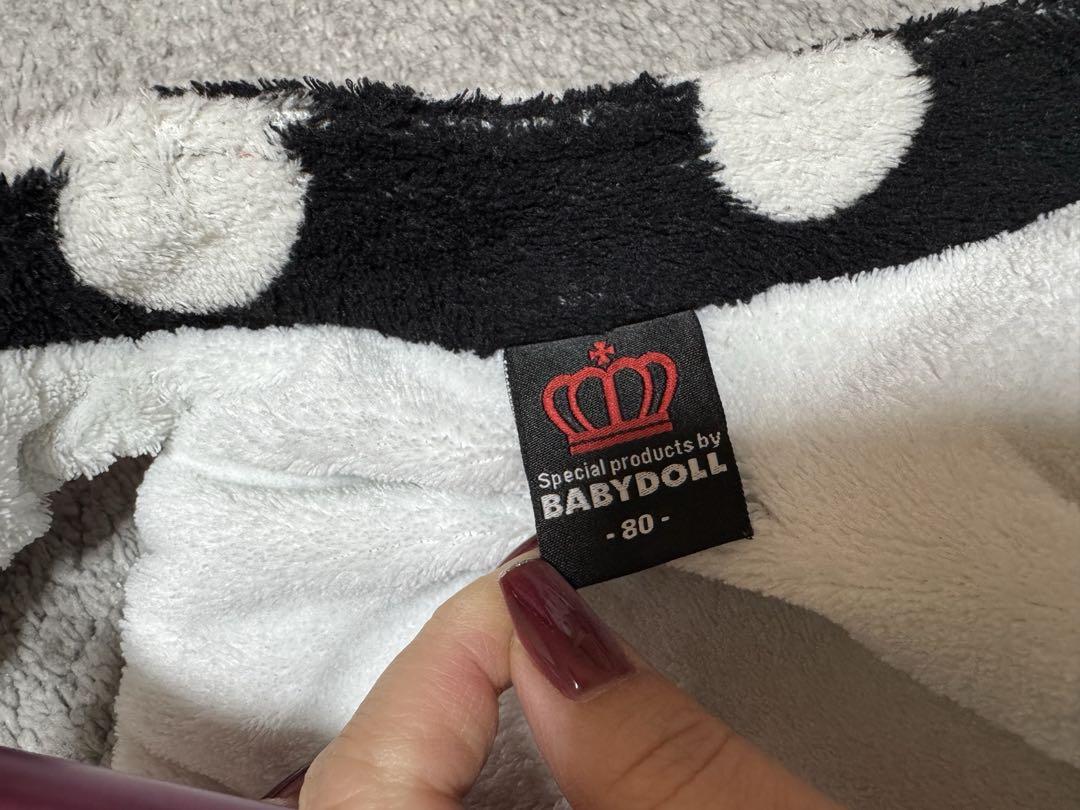 Special products by
BABYDOLL
- 80 -